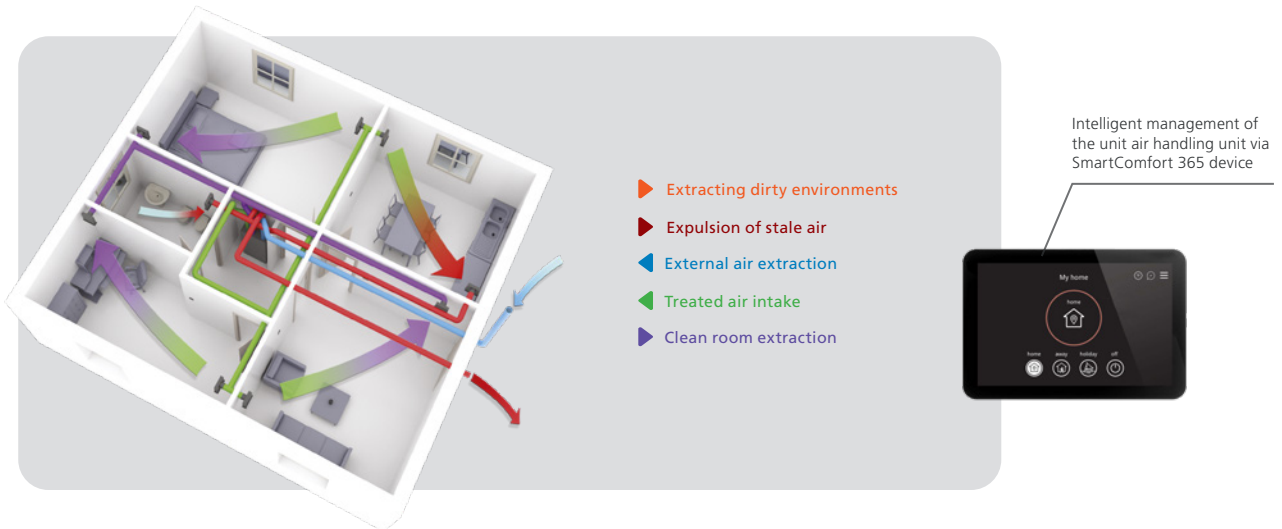 Extracting dirty environments
Expulsion of stale air
External air extraction
Treated air intake
Clean room extraction
Intelligent management of
the unit air handling unit via
SmartComfort 365 device
My home
home
home away holiday off